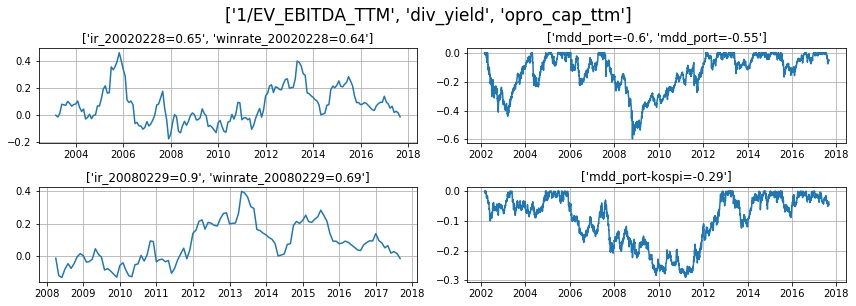 ['1/EV_EBITDA_TTM', 'div_yield', 'opro_cap_ttm']
['ir_20020228=0.65', 'winrate_20020228=0.64']
0.4
0.2
0.0
−0.2
2004 2006 2008 2010 2012 2014 2016 2018
['mdd_port=-0.6', 'mdd_port=-0.55']
0.0
−0.2
−0.4
−0.6
2002 2004 2006 2008 2010 2012 2014 2016 2018
['ir_20080229=0.9', 'winrate_20080229=0.69']
0.4
0.2
0.0
2008 2009 2010 2011 2012 2013 2014 2015 2016 2017 2018
['mdd_port-kospi=-0.29']
0.0
−0.1
−0.2
−0.3
2002 2004 2006 2008 2010 2012 2014 2016 2018